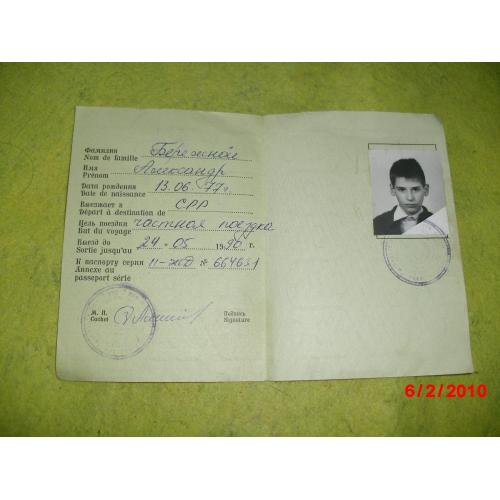 Фамилия Бережной
Nom de famille
Имя Александр
Prénom
Дата рождения 13.06.77г
Date de naissance
Выезжает в СРР
Départ à destination de
Цель поездки частная поездка
But du voyage
Выезд до 24 · 05 1990 г.
Sortie jusqu'au
К паспорту серии II-ЖД № 664631
Annexe au
passeport série
М. П. Подпись
Cachet Signature
6/2/2010